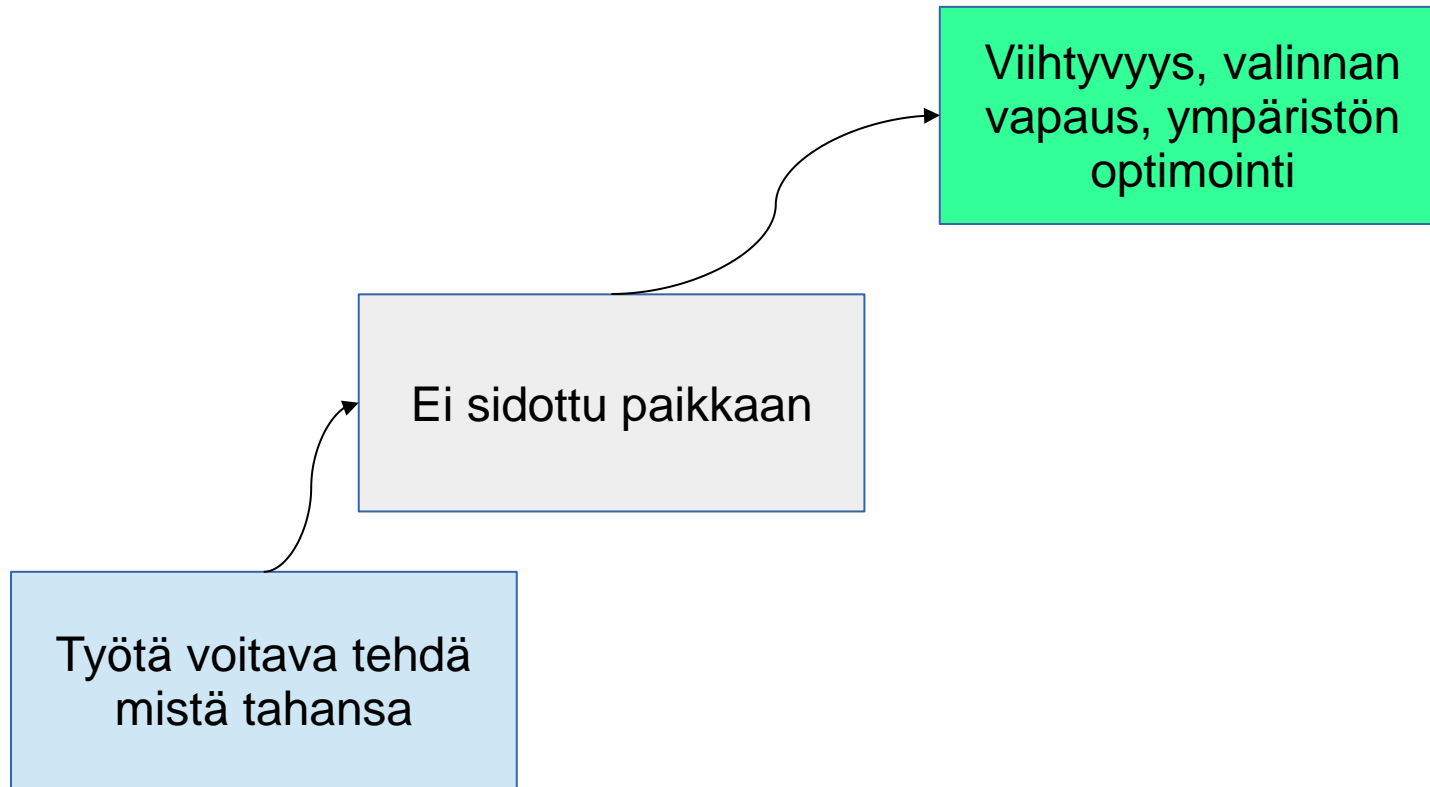 Viihtyvyys, valinnan
vapaus, ympäristön
optimointi
Ei sidottu paikkaan
Työtä voitava tehdä
mistä tahansa